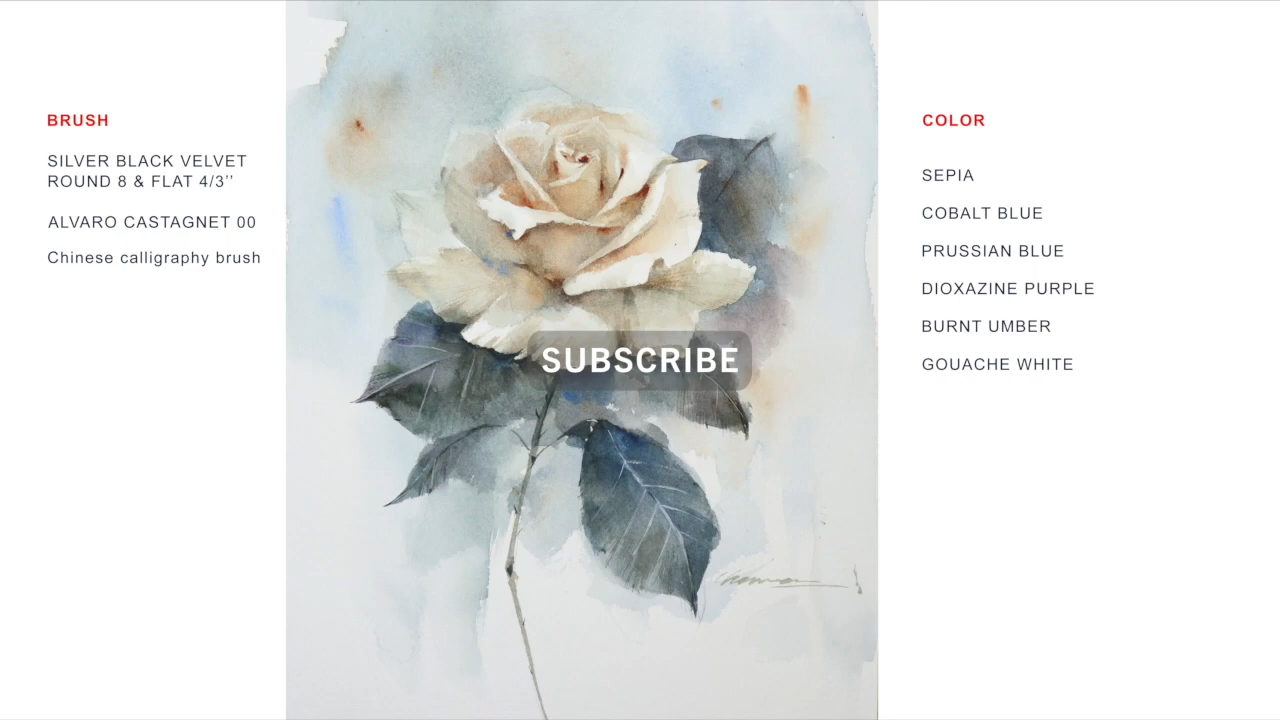 BRUSH
SILVER BLACK VELVET
ROUND 8 & FLAT 4/3’’
ALVARO CASTAGNET 00
Chinese calligraphy brush
SUBSCRIBE
COLOR
SEPIA
COBALT BLUE
PRUSSIAN BLUE
DIOXAZINE PURPLE
BURNT UMBER
GOUACHE WHITE